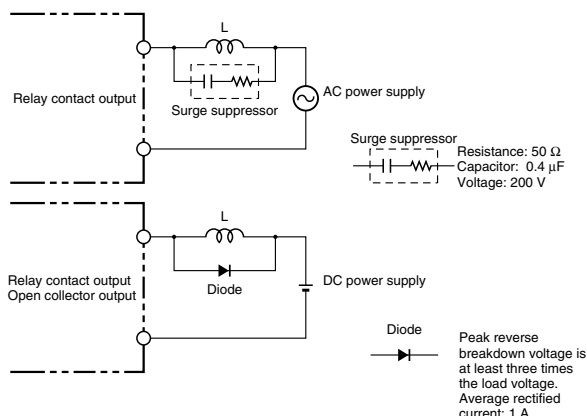 L
Relay contact output
AC power supply
Surge suppressor
Surge suppressor
Resistance: 50 Ω
Capacitor: 0.4 μF
Voltage: 200 V
L
Relay contact output
Open collector output
DC power supply
Diode
Diode
Peak reverse
breakdown voltage is
at least three times
the load voltage.
Average rectified
current: 1 A